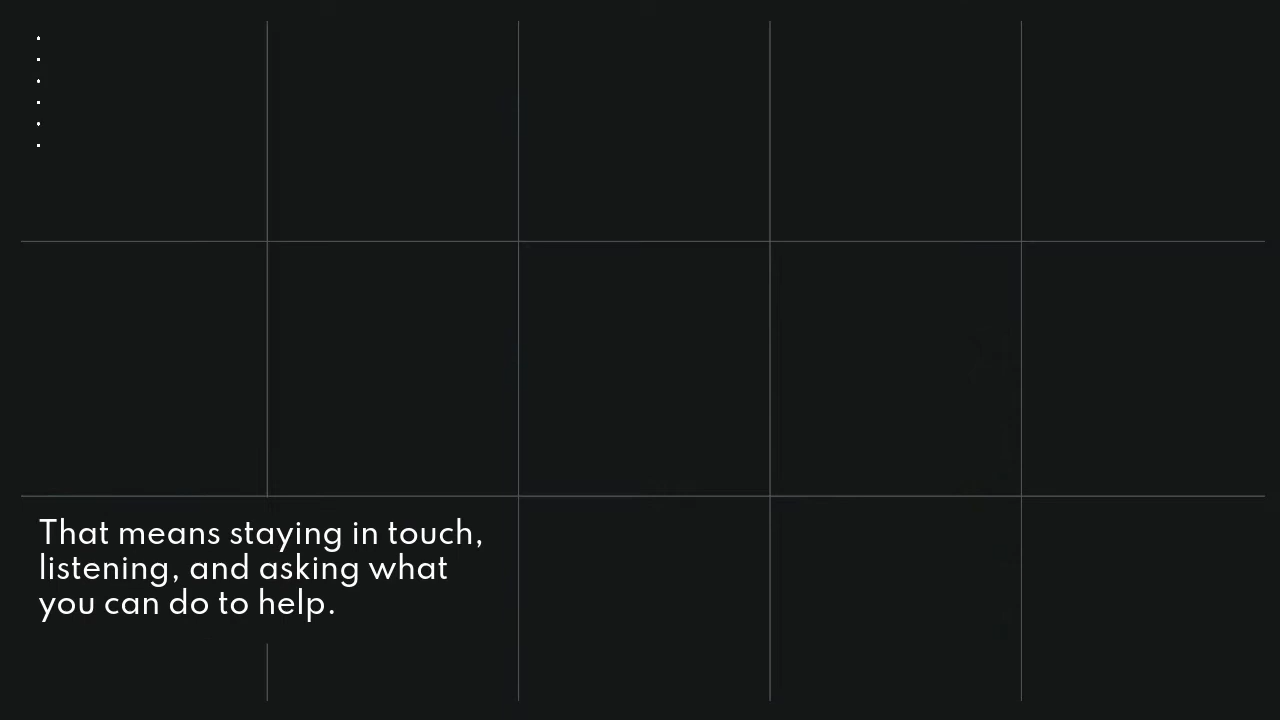 That means staying in touch,
listening, and asking what
you can do to help.